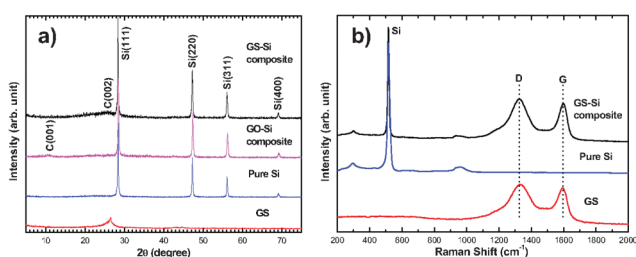 a)
GS-Si
composite
Si(111)
Si(220)
Si(311)
Si(400)
C(002)
C(001)
GO-Si
composite
Pure Si
GS
Intensity (arb. unit)
10 20 30 40 50 60 70
2θ (degree)
b)
Si
D
G
GS-Si
composite
Pure Si
GS
Intensity (arb. unit)
200 400 600 800 1000 1200 1400 1600 1800 2000
Raman Shift (cm⁻¹)